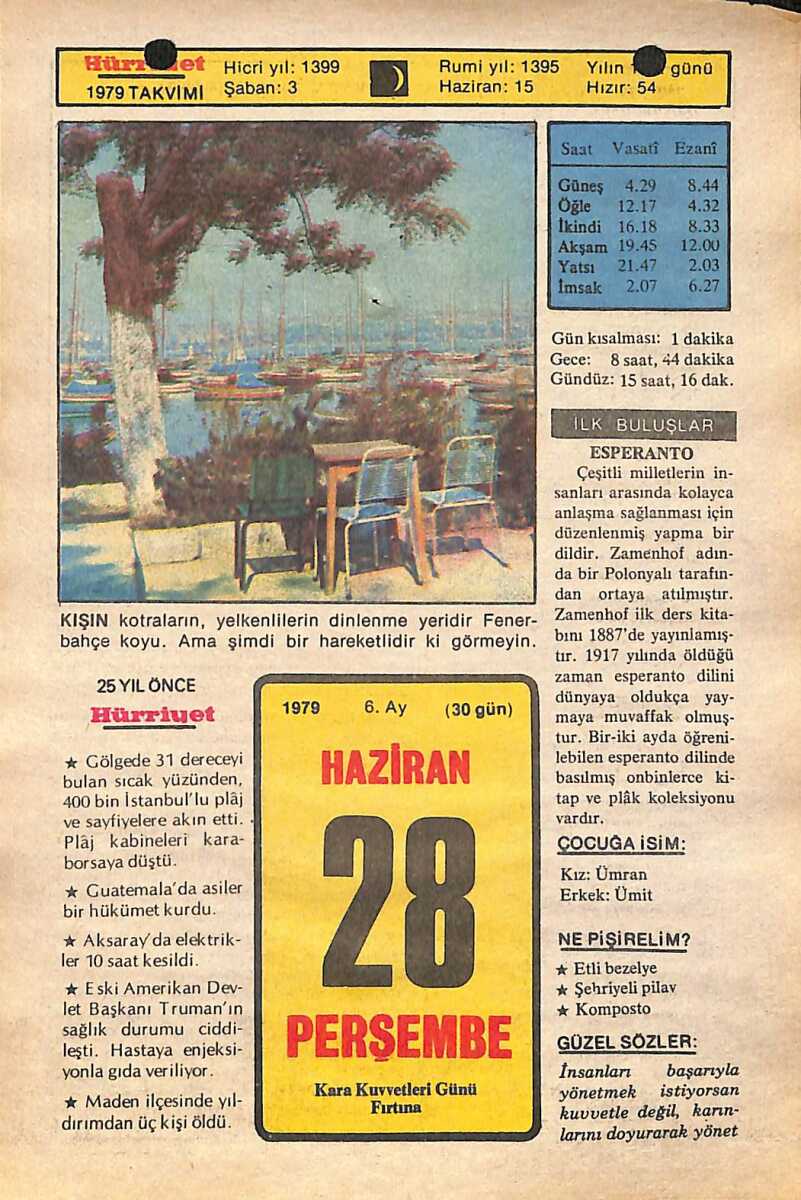 1979 TAKVİMİ
Hicri yıl: 1399
Şaban: 3
Rumi yıl: 1395
Haziran: 15
Yılın günü
Hızır: 54
Saat Vasatî Ezanî
Güneş 4.29 8.44
Öğle 12.17 4.32
İkindi 16.18 8.33
Akşam 19.45 12.00
Yatsı 21.47 2.03
İmsak 2.07 6.27
Gün kısalması: 1 dakika
Gece: 8 saat, 44 dakika
Gündüz: 15 saat, 16 dak.
KIŞIN kotraların, yelkenlilerin dinlenme yeridir Fener-
bahçe koyu. Ama şimdi bir hareketlidir ki görmeyin.
25 YIL ÖNCE
Hürriyet
★ Gölgede 31 dereceyi
bulan sıcak yüzünden,
400 bin İstanbul'lu plâj
ve sayfiyelere akın etti.
Plâj kabineleri kara-
borsaya düştü.
★ Guatemala'da asiler
bir hükümet kurdu.
★ Aksaray'da elektrik-
ler 10 saat kesildi.
★ Eski Amerikan Dev-
let Başkanı Truman'ın
sağlık durumu ciddi-
leşti. Hastaya enjeksi-
yonla gıda veriliyor.
★ Maden ilçesinde yıl-
dırımdan üç kişi öldü.
1979 6. Ay (30 gün)
HAZİRAN
28
PERŞEMBE
Kara Kuvvetleri Günü
Fırtına
İLK BULUŞLAR
ESPERANTO
Çeşitli milletlerin in-
sanları arasında kolayca
anlaşma sağlanması için
düzenlenmiş yapma bir
dildir. Zamenhof adın-
da bir Polonyalı tarafın-
dan ortaya atılmıştır.
Zamenhof ilk ders kita-
bını 1887'de yayınlamış-
tır. 1917 yılında öldüğü
zaman esperanto dilini
dünyaya oldukça yay-
maya muvaffak olmuş-
tur. Bir-iki ayda öğreni-
lebilen esperanto dilinde
basılmış onbinlerce ki-
tap ve plâk koleksiyonu
vardır.
ÇOCUĞA İSİM:
Kız: Ümran
Erkek: Ümit
NE PİŞİRELİM?
★ Etli bezelye
★ Şehriyeli pilav
★ Komposto
GÜZEL SÖZLER:
İnsanları başarıyla
yönetmek istiyorsan
kuvvetle değil, karın-
larını doyurarak yönet